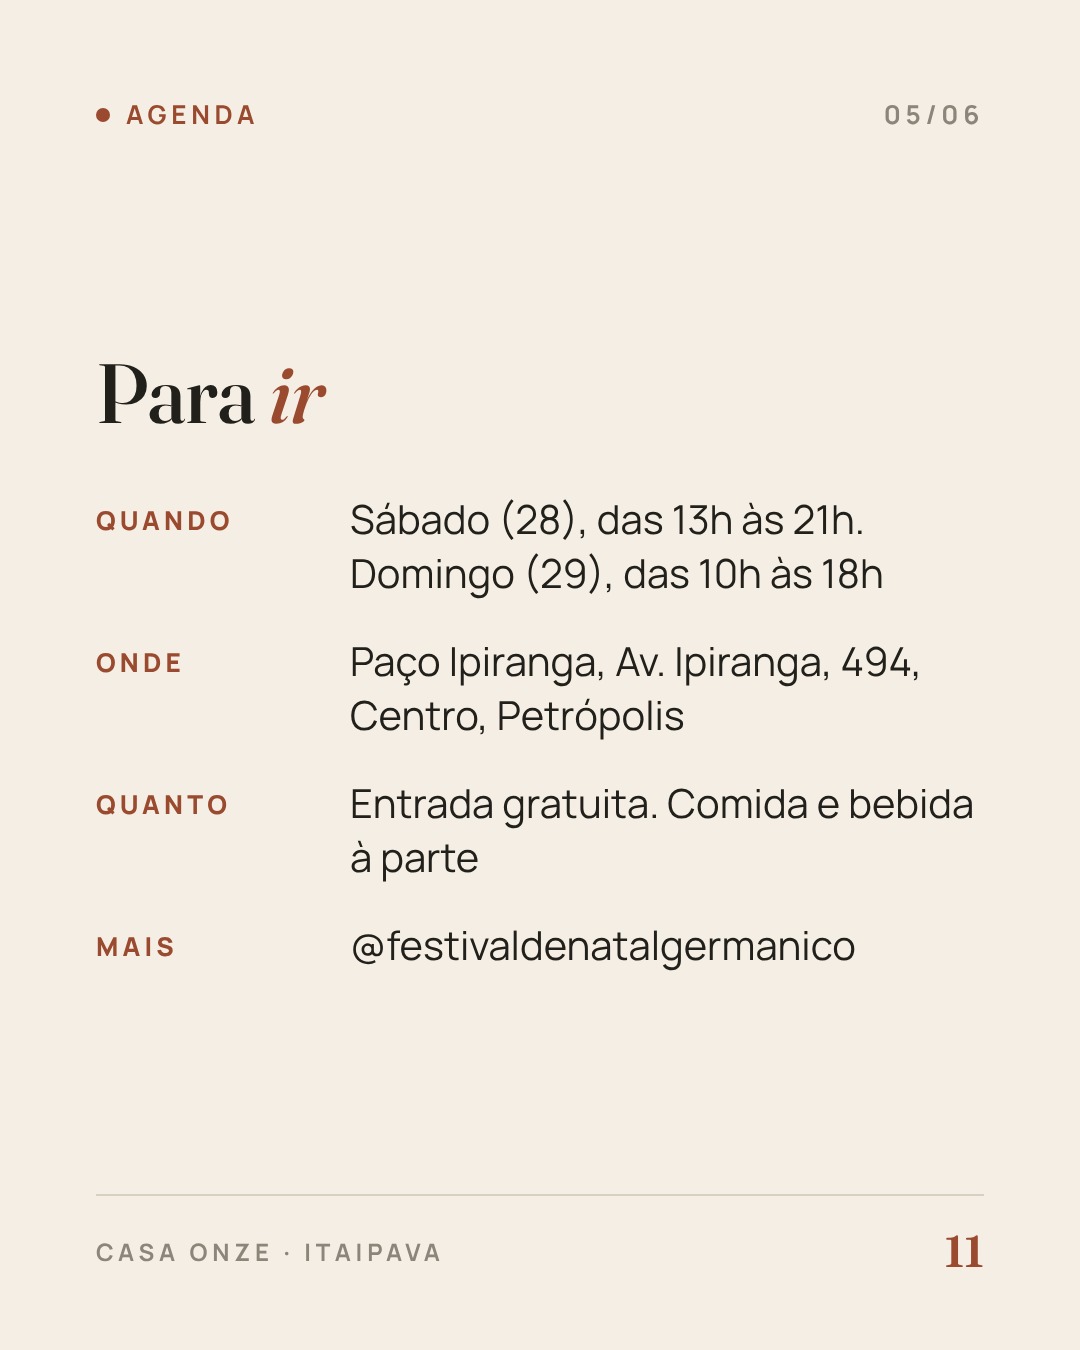 AGENDA
05/06
Para ir
QUANDO
Sábado (28), das 13h às 21h.
Domingo (29), das 10h às 18h
ONDE
Paço Ipiranga, Av. Ipiranga, 494,
Centro, Petrópolis
QUANTO
Entrada gratuita. Comida e bebida
à parte
MAIS
@festivaldenatalgermanico
CASA ONZE · ITAIPAVA
11